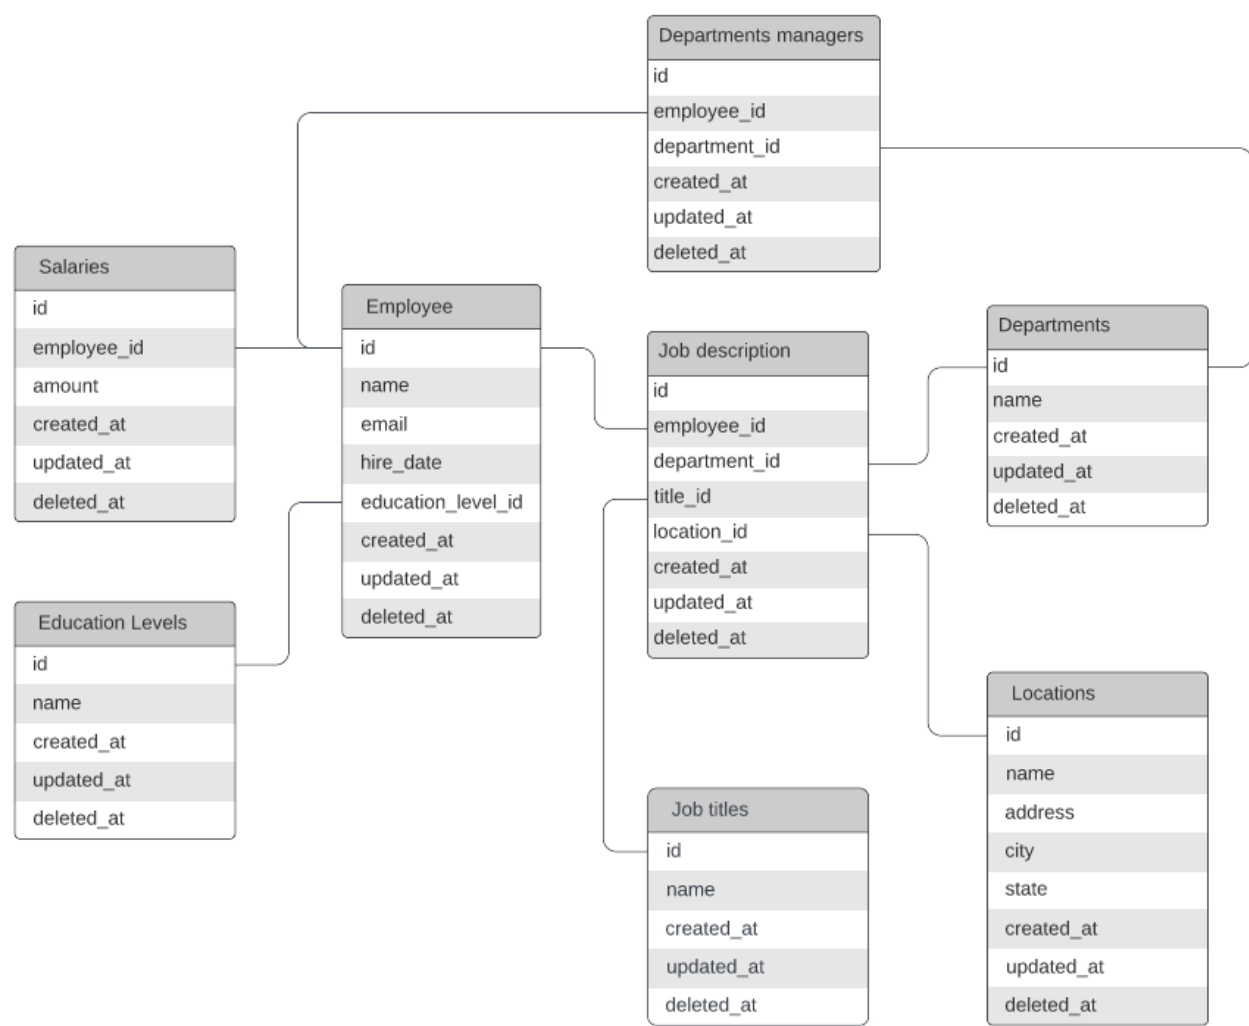 Departments managers
id
employee_id
department_id
created_at
updated_at
deleted_at
Salaries
id
employee_id
amount
created_at
updated_at
deleted_at
Employee
id
name
email
hire_date
education_level_id
created_at
updated_at
deleted_at
Job description
id
employee_id
department_id
title_id
location_id
created_at
updated_at
deleted_at
Departments
id
name
created_at
updated_at
deleted_at
Education Levels
id
name
created_at
updated_at
deleted_at
Job titles
id
name
created_at
updated_at
deleted_at
Locations
id
name
address
city
state
created_at
updated_at
deleted_at